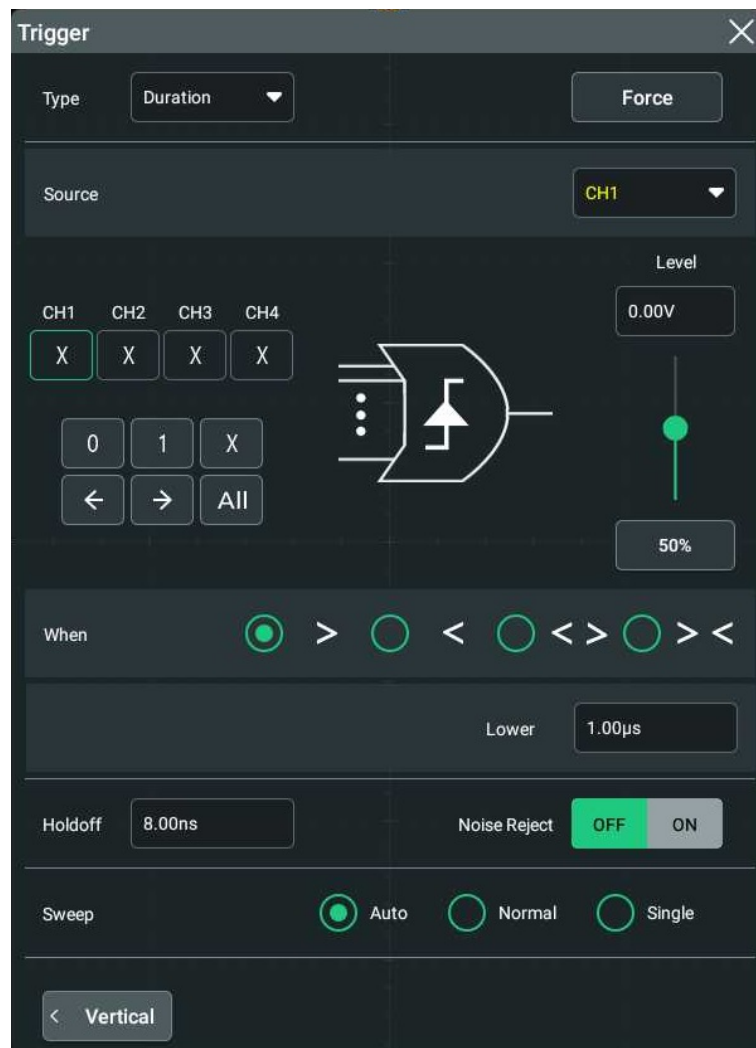 Trigger
Type Duration Force
Source CH1
Level
0.00V
CH1 CH2 CH3 CH4
X X X X
0 1 X
← → All
50%
When > < <> ><
Lower 1.00μs
Holdoff 8.00ns Noise Reject OFF ON
Sweep Auto Normal Single
< Vertical